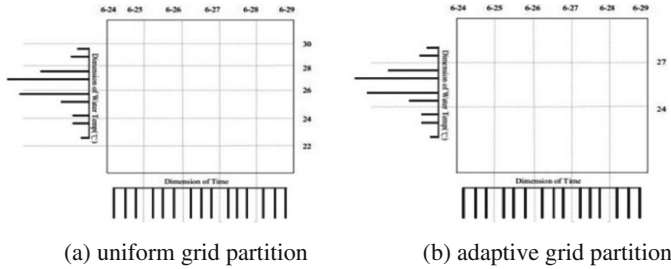 6-24 6-25 6-26 6-27 6-28 6-29
30
28
26
24
22
Dimension of Water Temp(℃)
Dimension of Time
(a) uniform grid partition
6-24 6-25 6-26 6-27 6-28 6-29
27
24
Dimension of Water Temp(℃)
Dimension of Time
(b) adaptive grid partition